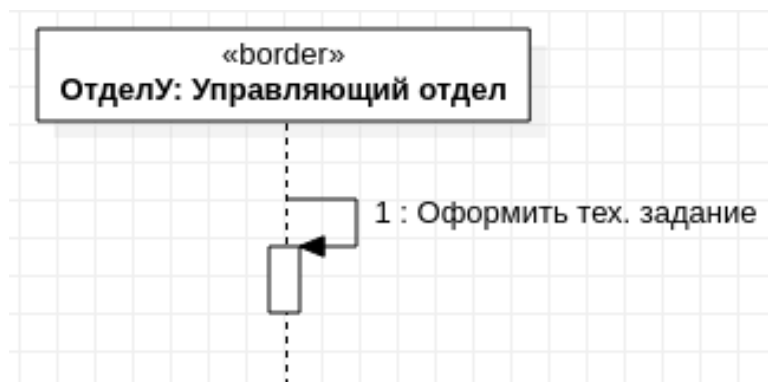 «border»
ОтделУ: Управляющий отдел
1 : Оформить тех. задание